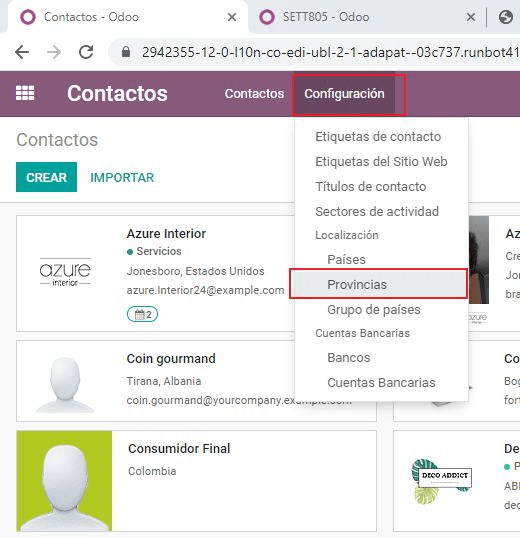 Contactos - Odoo
SETT805 - Odoo
2942355-12-0-l10n-co-edi-ubl-2-1-adapat--03c737.runbot41
Contactos
Contactos
Configuración
Contactos
CREAR
IMPORTAR
Etiquetas de contacto
Etiquetas del Sitio Web
Títulos de contacto
Sectores de actividad
Localización
Países
Provincias
Grupo de países
Cuentas Bancarias
Bancos
Cuentas Bancarias
azure
interior
Azure Interior
Servicios
Jonesboro, Estados Unidos
azure.Interior24@example.com
2
Az
Cre
Jon
bra
azure
Coin gourmand
Tirana, Albania
coin.gourmand@yourcompany.example.com
Co
Bog
fort
Consumidor Final
Colombia
DECO ADDICT
De
P
ABI
dec